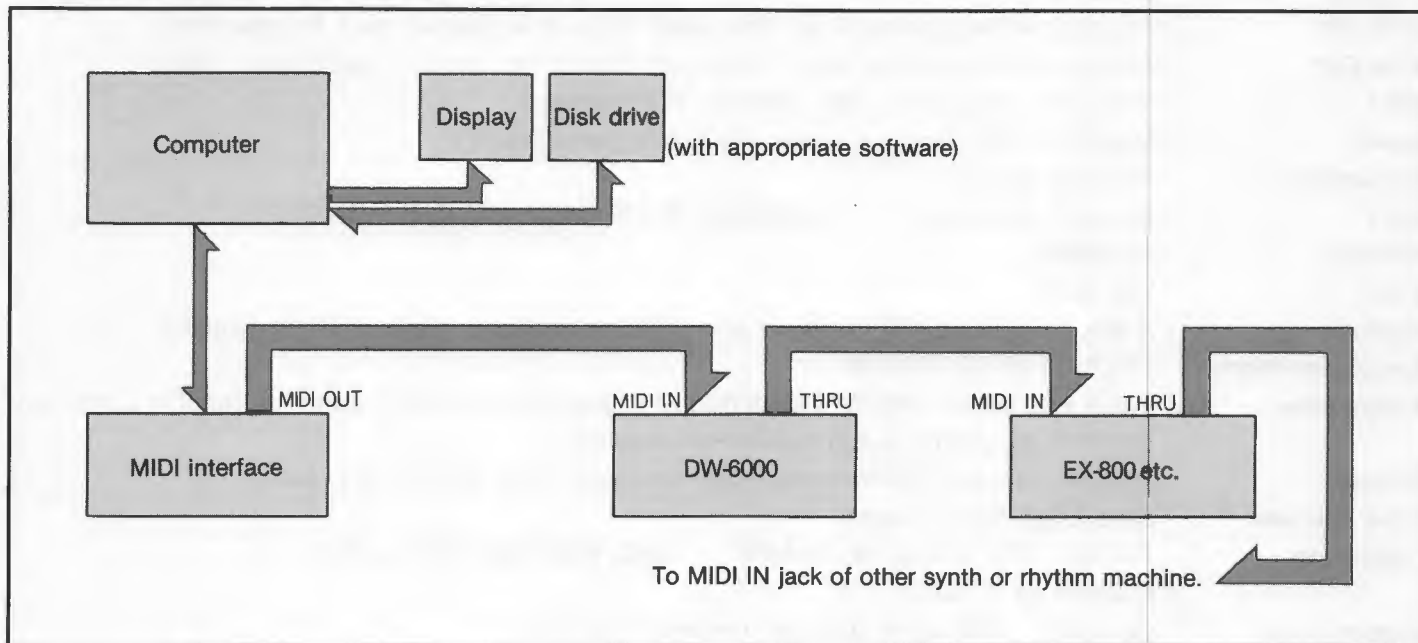 Computer
Display
Disk drive
(with appropriate software)
MIDI OUT
MIDI IN
THRU
MIDI IN
THRU
MIDI interface
DW-6000
EX-800 etc.
To MIDI IN jack of other synth or rhythm machine.